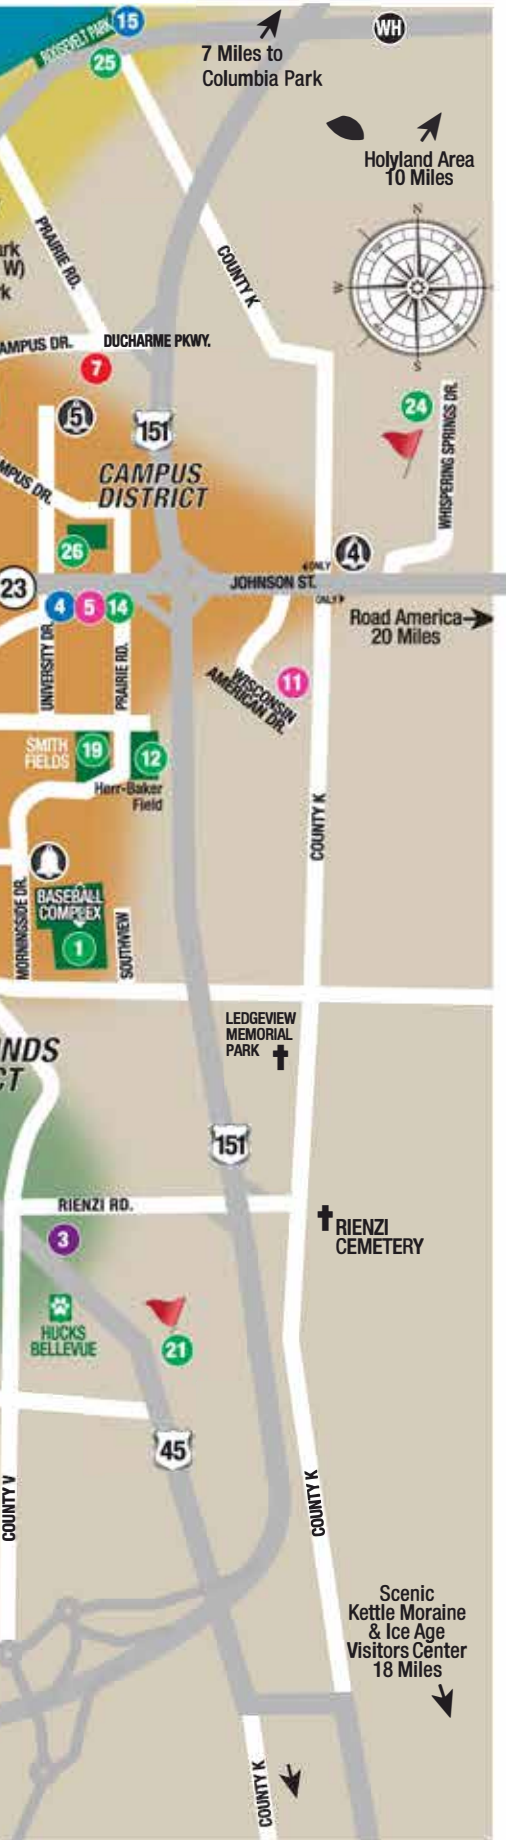 ROOSEVELT PARK
15
25
WH
7 Miles to
Columbia Park
Holyland Area
10 Miles
PRAIRIE RD.
COUNTY K
N
W
S
W)
DUCHARME PKWY.
7
5
151
24
WHISPERING SPRINGS DR.
CAMPUS
DISTRICT
26
4
ONLY
23
JOHNSON ST.
ONLY
4
5
14
Road America
20 Miles
UNIVERSITY DR.
PRAIRIE RD.
11
WISCONSIN
AMERICAN DR.
SMITH
FIELDS
19
12
Herr-Baker
Field
COUNTY K
MORNINGSIDE DR.
BASEBALL
COMPLEX
1
SOUTHVIEW
LEDGEVIEW
MEMORIAL
PARK
NDS
CT
151
RIENZI RD.
3
RIENZI
CEMETERY
HUCKS
BELLEVUE
21
45
COUNTY V
COUNTY K
Scenic
Kettle Moraine
& Ice Age
Visitors Center
18 Miles
COUNTY K